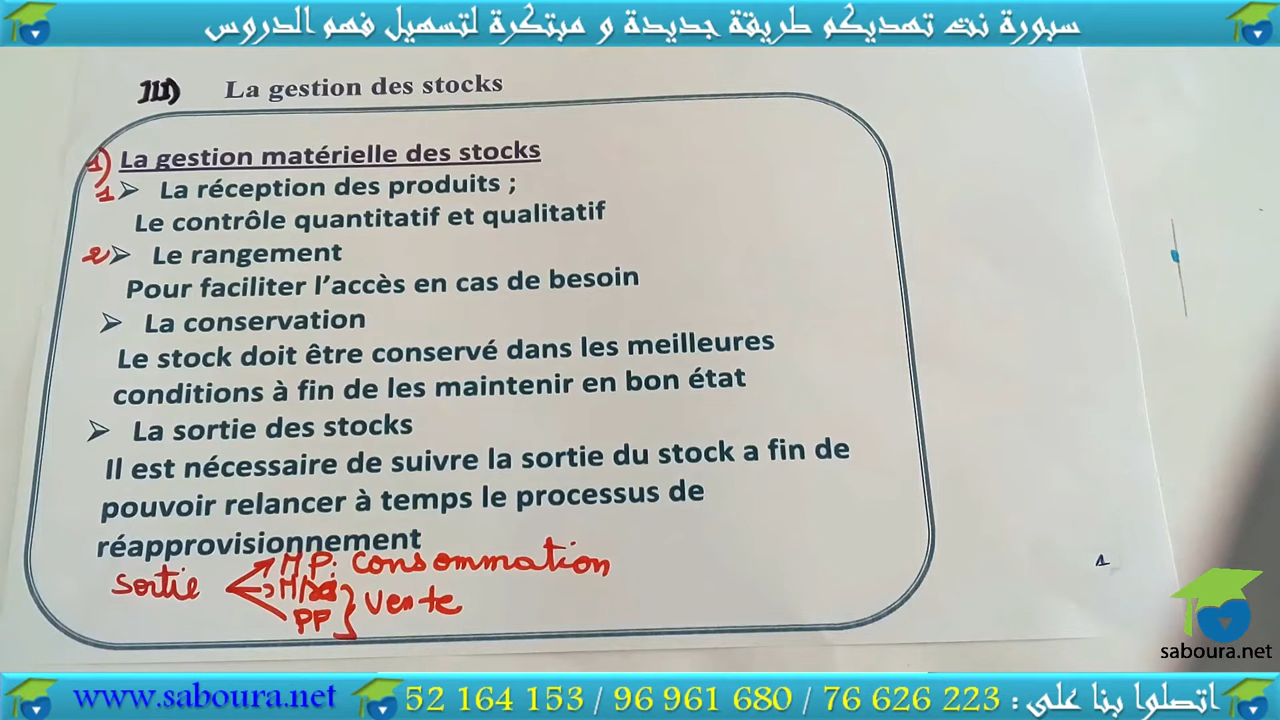 سبورة نت تهديكم طريقة جديدة و مبتكرة لتسهيل فهم الدروس
III) La gestion des stocks
1) La gestion matérielle des stocks
1 ➢ La réception des produits ;
Le contrôle quantitatif et qualitatif
2 ➢ Le rangement
Pour faciliter l'accès en cas de besoin
➢ La conservation
Le stock doit être conservé dans les meilleures
conditions à fin de les maintenir en bon état
➢ La sortie des stocks
Il est nécessaire de suivre la sortie du stock a fin de
pouvoir relancer à temps le processus de
réapprovisionnement
Sortie
MP: Consommation
PF } Vente
1
saboura.net
www.saboura.net
اتصلوا بنا على : 223 626 76 / 680 961 96 / 153 164 52